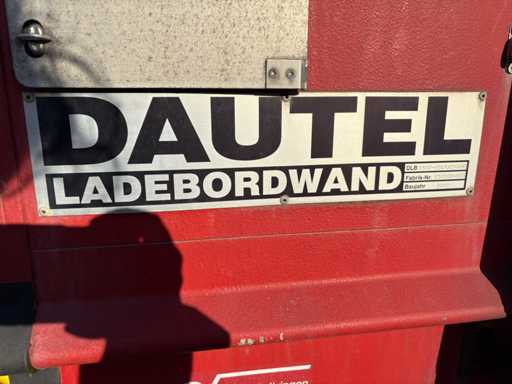 DAUTEL
LADEBORDWAND
DLB
Fabrik-Nr.
Baujahr